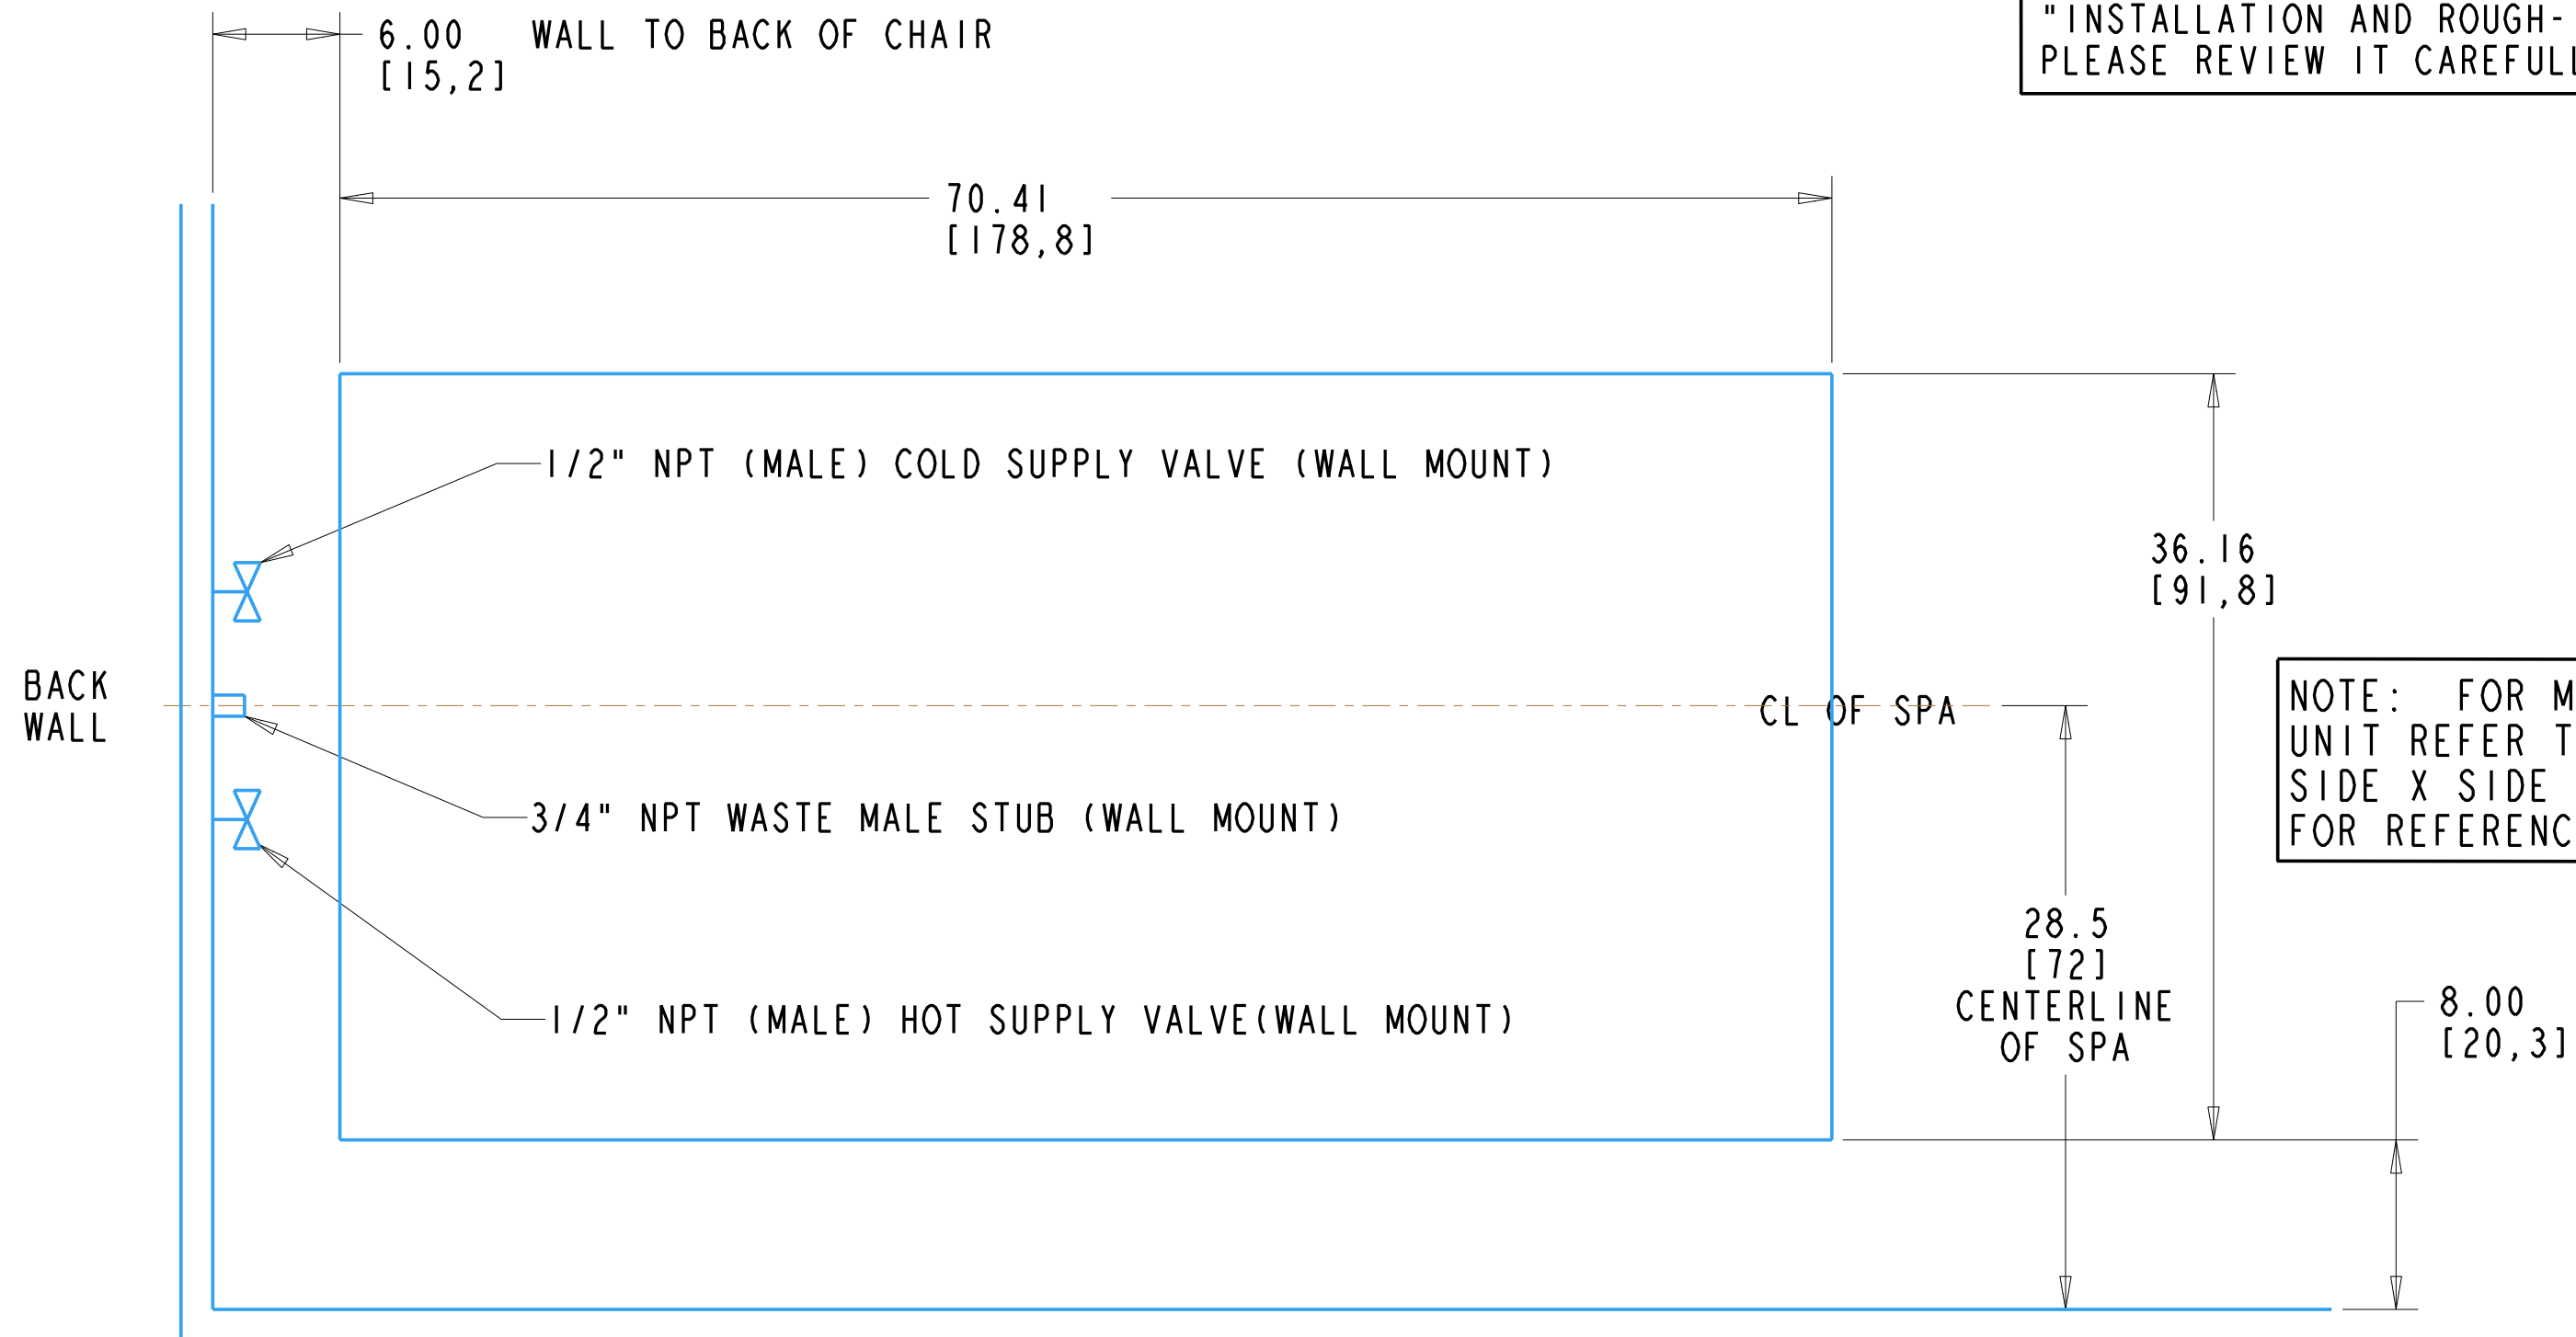 6.00 WALL TO BACK OF CHAIR
[15,2]
"INSTALLATION AND ROUGH-
PLEASE REVIEW IT
70.41
[178,8]
1/2" NPT (MALE) COLD SUPPLY VALVE (WALL MOUNT)
36.16
[91,8]
BACK
WALL
CL OF SPA
NOTE: FOR
UNIT REFER
SIDE X SIDE
FOR
3/4" NPT WASTE MALE STUB (WALL MOUNT)
28.5
[72]
CENTERLINE
OF SPA
8.00
[20,3]
1/2" NPT (MALE) HOT SUPPLY VALVE(WALL MOUNT)